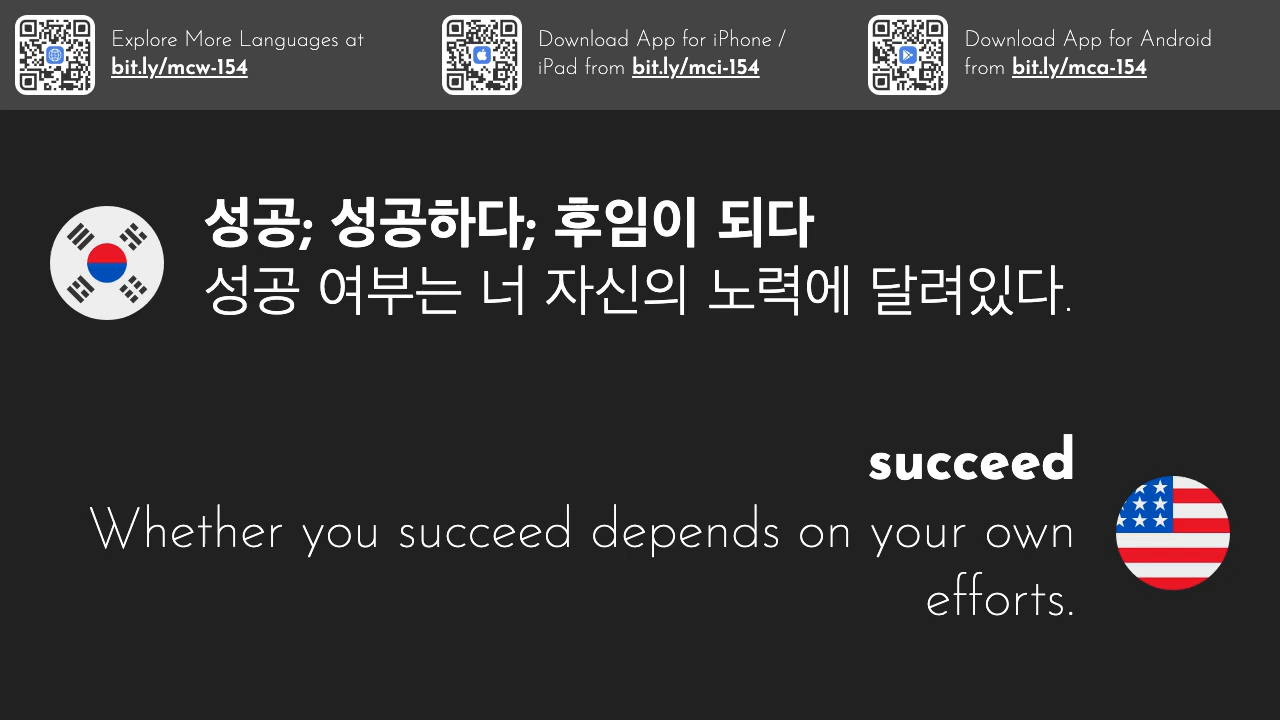 Explore More Languages at
bit.ly/mcw-154
Download App for iPhone /
iPad from bit.ly/mci-154
Download App for Android
from bit.ly/mca-154
성공; 성공하다; 후임이 되다
성공 여부는 너 자신의 노력에 달려있다.
succeed
Whether you succeed depends on your own
efforts.